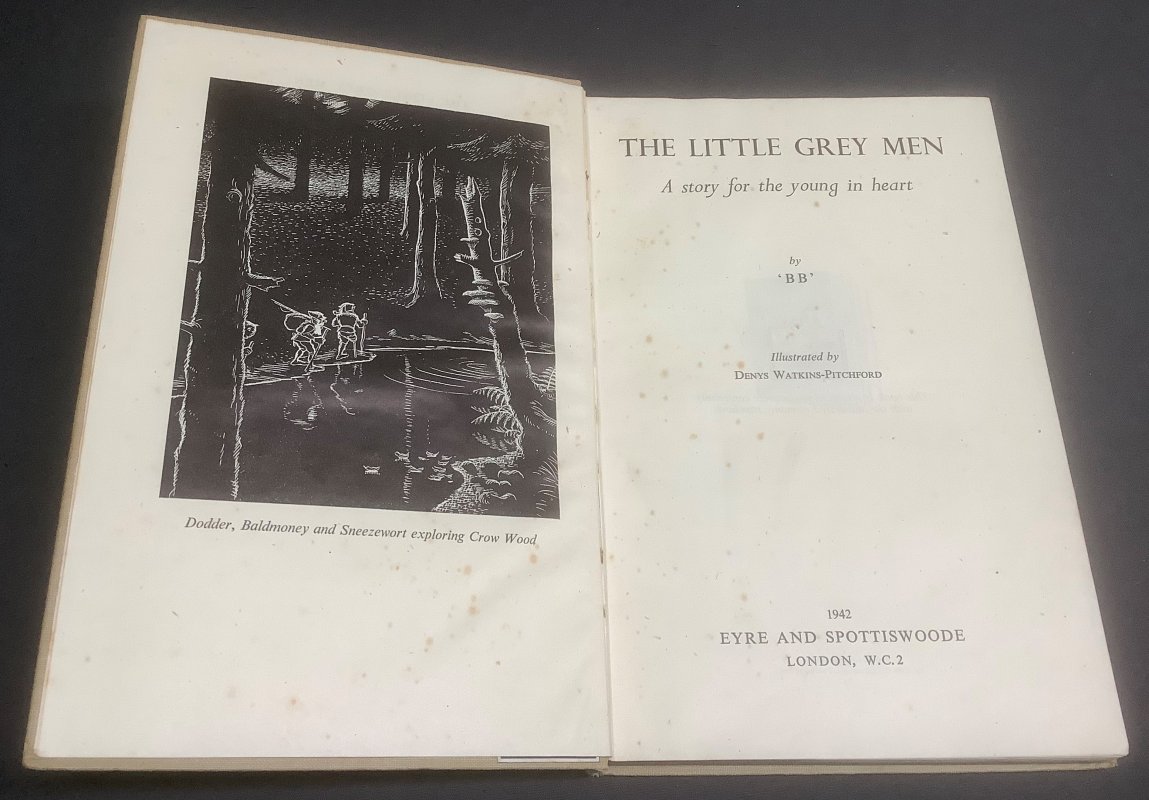 Dodder, Baldmoney and Sneezewort exploring Crow Wood
THE LITTLE GREY MEN
A story for the young in heart
by
‘BB’
Illustrated by
DENYS WATKINS-PITCHFORD
1942
EYRE AND SPOTTISWOODE
LONDON, W.C.2